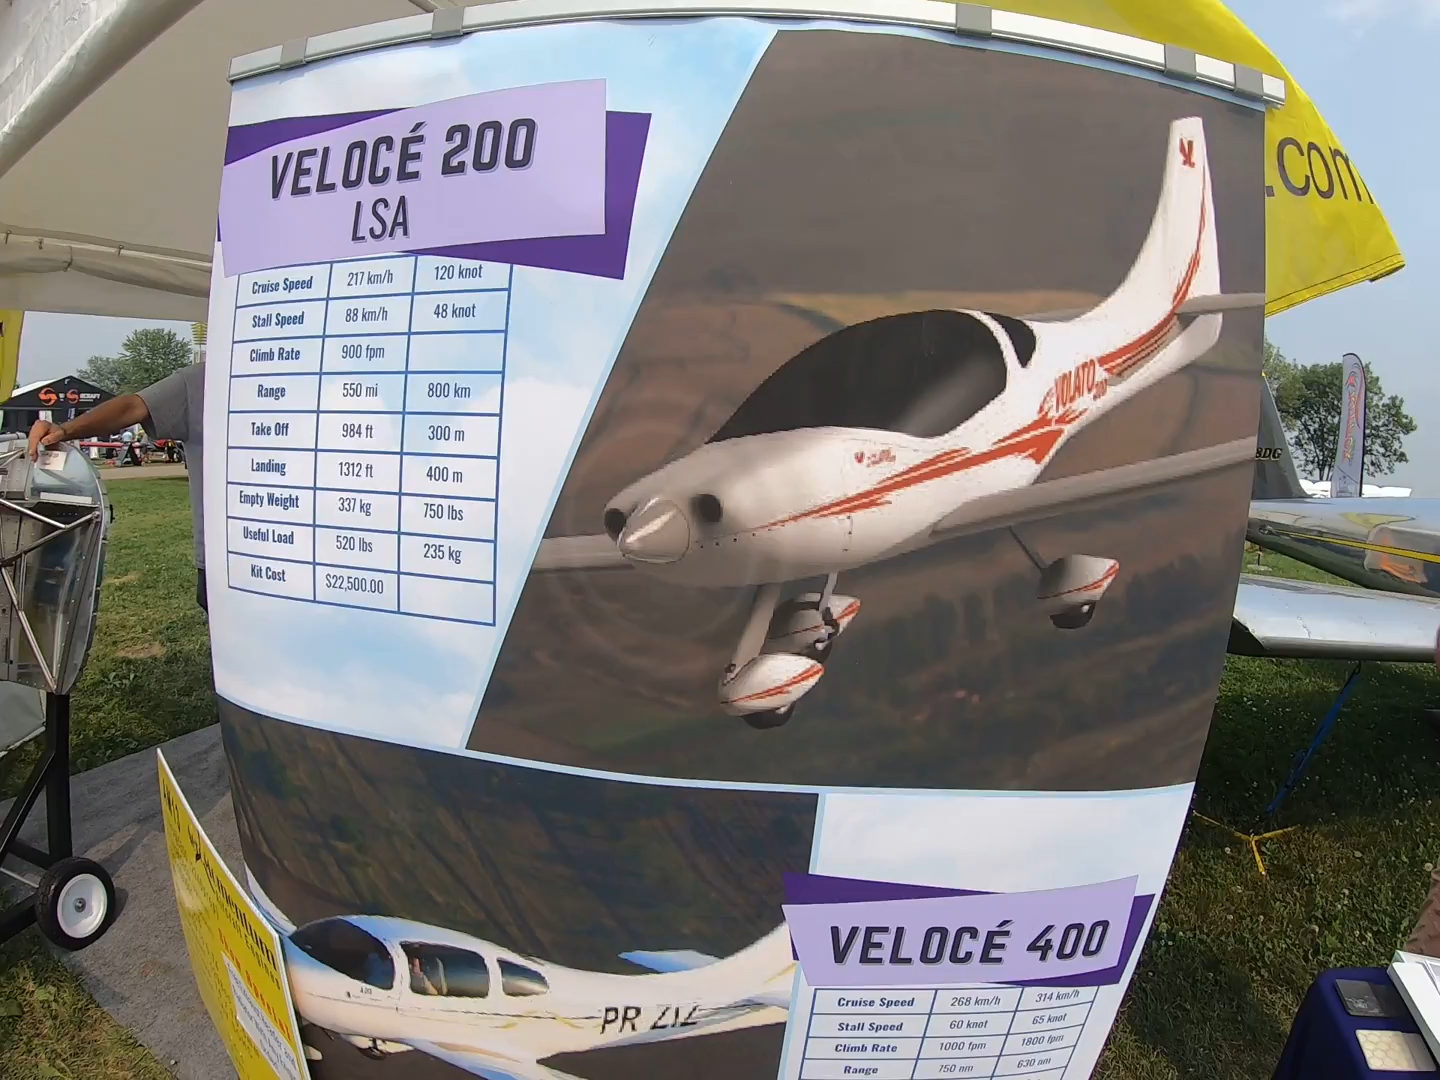 VELOCÉ 200
LSA
Cruise Speed 217 km/h 120 knot
Stall Speed 88 km/h 48 knot
Climb Rate 900 fpm
Range 550 mi 800 km
Take Off 984 ft 300 m
Landing 1312 ft 400 m
Empty Weight 337 kg 750 lbs
Useful Load 520 lbs 235 kg
Kit Cost $22,500.00
VOLATO
.com
BDG
PR ZIZ
VELOCÉ 400
Cruise Speed 268 km/h 314 km/h
Stall Speed 60 knot 65 knot
Climb Rate 1000 fpm 1800 fpm
Range 750 nm 630 nm